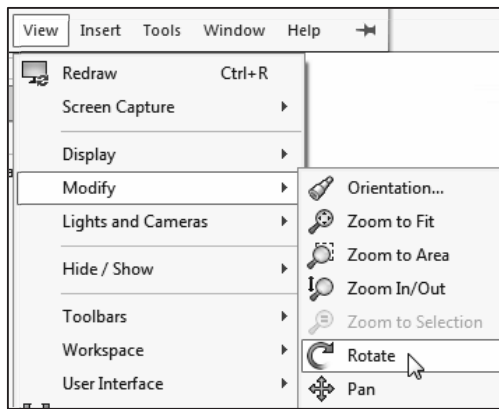 View Insert Tools Window Help
Redraw Ctrl+R
Screen Capture
Display
Modify
Lights and Cameras
Hide / Show
Toolbars
Workspace
User Interface
Orientation...
Zoom to Fit
Zoom to Area
Zoom In/Out
Zoom to Selection
Rotate
Pan